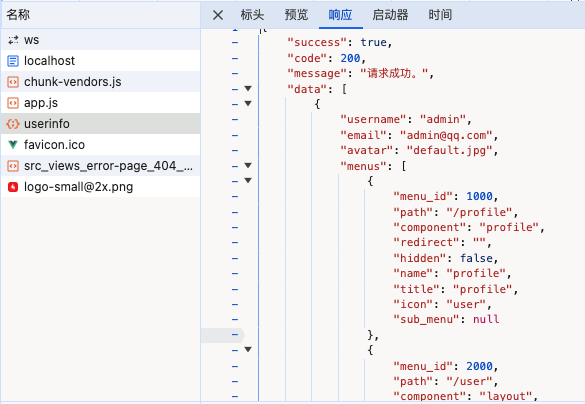 名称
ws
localhost
chunk-vendors.js
app.js
userinfo
favicon.ico
src_views_error-page_404_...
logo-small@2x.png
标头 预览 响应 启动器 时间
"success": true,
"code": 200,
"message": "请求成功。",
"data": [
{
"username": "admin",
"email": "admin@qq.com",
"avatar": "default.jpg",
"menus": [
{
"menu_id": 1000,
"path": "/profile",
"component": "profile",
"redirect": "",
"hidden": false,
"name": "profile",
"title": "profile",
"icon": "user",
"sub_menu": null
},
{
"menu_id": 2000,
"path": "/user",
"component": "layout",